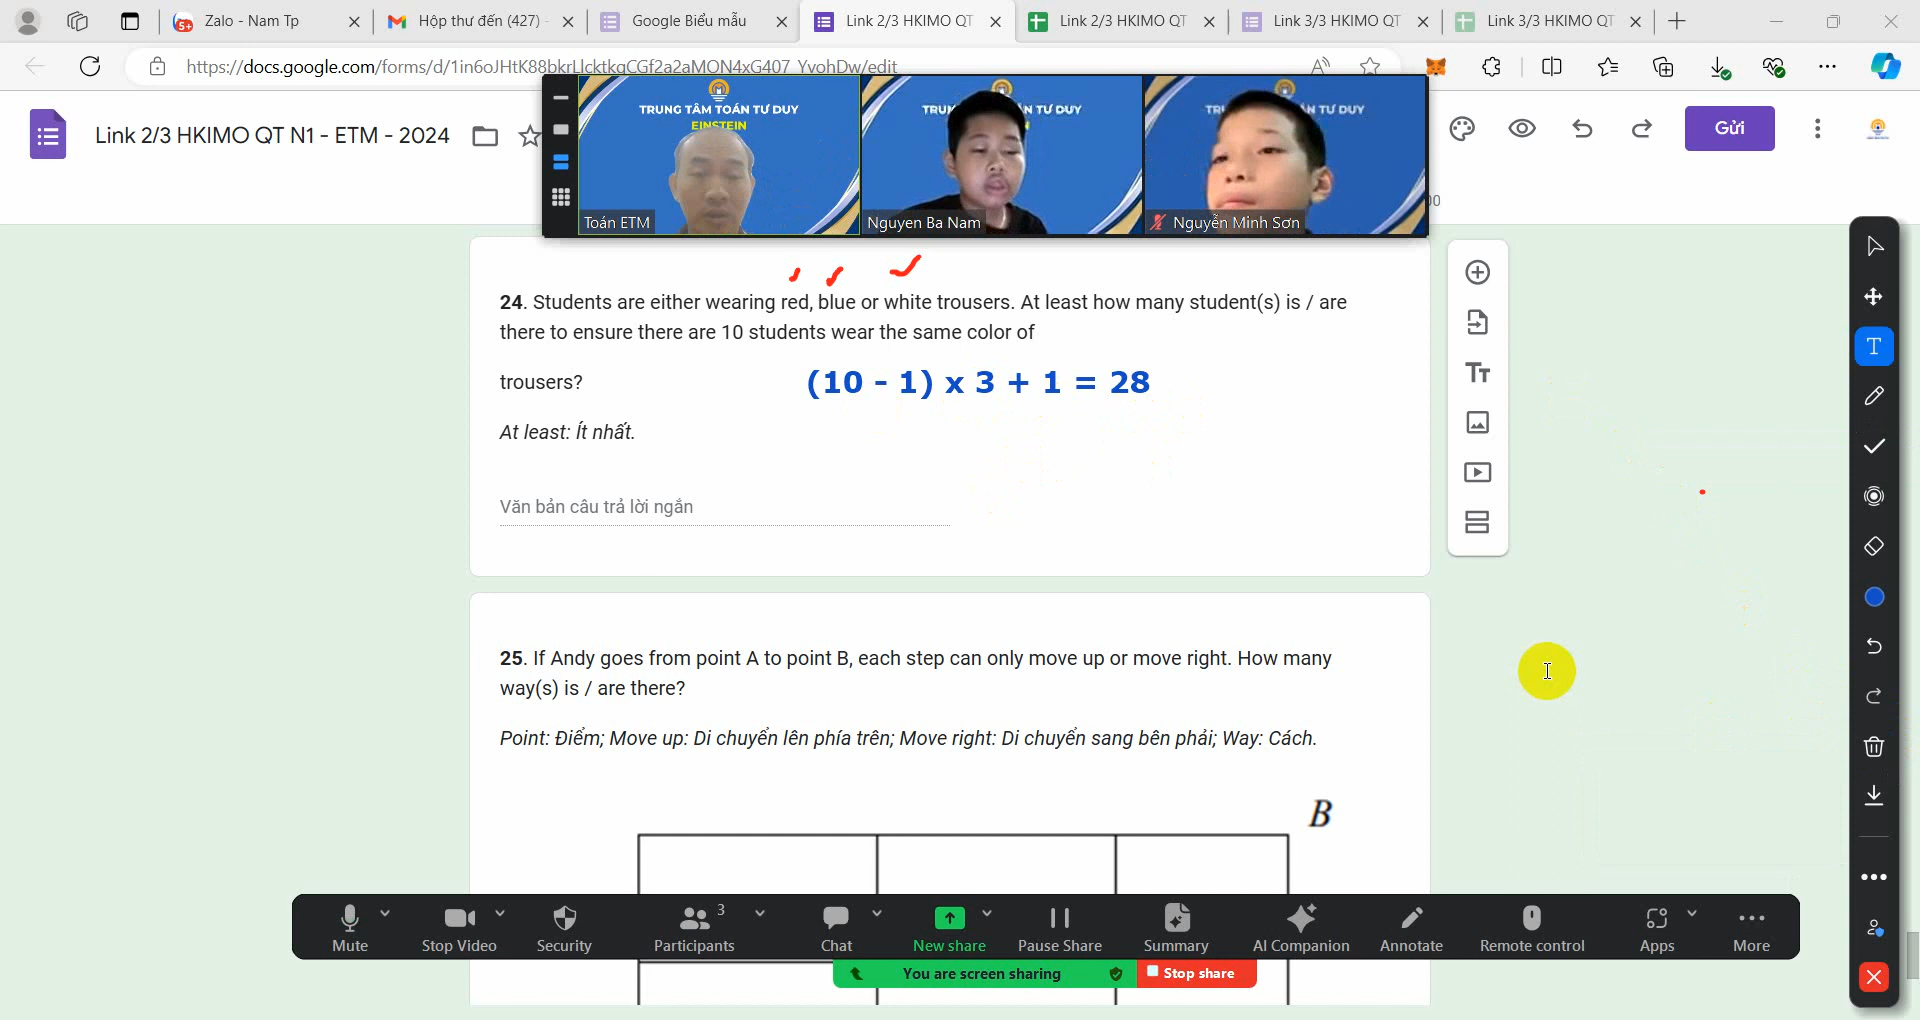 Zalo - Nam Tp
Hộp thư đến (427) -
Google Biểu mẫu
Link 2/3 HKIMO QT
Link 2/3 HKIMO QT
Link 3/3 HKIMO QT
Link 3/3 HKIMO QT
Link 2/3 HKIMO QT N1 - ETM - 2024
Gửi
TRUNG TÂM TOÁN TƯ DUY
EINSTEIN
Toán ETM
Nguyen Ba Nam
N TƯ DUY
Nguyễn Minh Sơn
24. Students are either wearing red, blue or white trousers. At least how many student(s) is / are
there to ensure there are 10 students wear the same color of
trousers?
(10 - 1) x 3 + 1 = 28
At least: Ít nhất.
Văn bản câu trả lời ngắn
25. If Andy goes from point A to point B, each step can only move up or move right. How many
way(s) is / are there?
Point: Điểm; Move up: Di chuyển lên phía trên; Move right: Di chuyển sang bên phải; Way: Cách.
B
Mute
Stop Video
Security
Participants
3
Chat
New share
Pause Share
Summary
AI Companion
Annotate
Remote control
Apps
More
You are screen sharing
Stop share